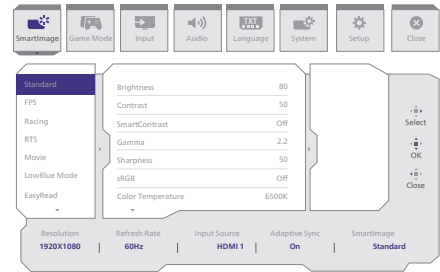 SmartImage
Game Mode
Input
Audio
TXT
Language
System
Setup
Close
Standard
FPS
Racing
RTS
Movie
LowBlue Mode
EasyRead
Brightness 80
Contrast 50
SmartContrast Off
Gamma 2.2
Sharpness 50
sRGB Off
Color Temperature 6500K
Select
OK
Close
Resolution Refresh Rate Input Source Adaptive Sync SmartImage
1920X1080 | 60Hz | HDMI 1 | On | Standard